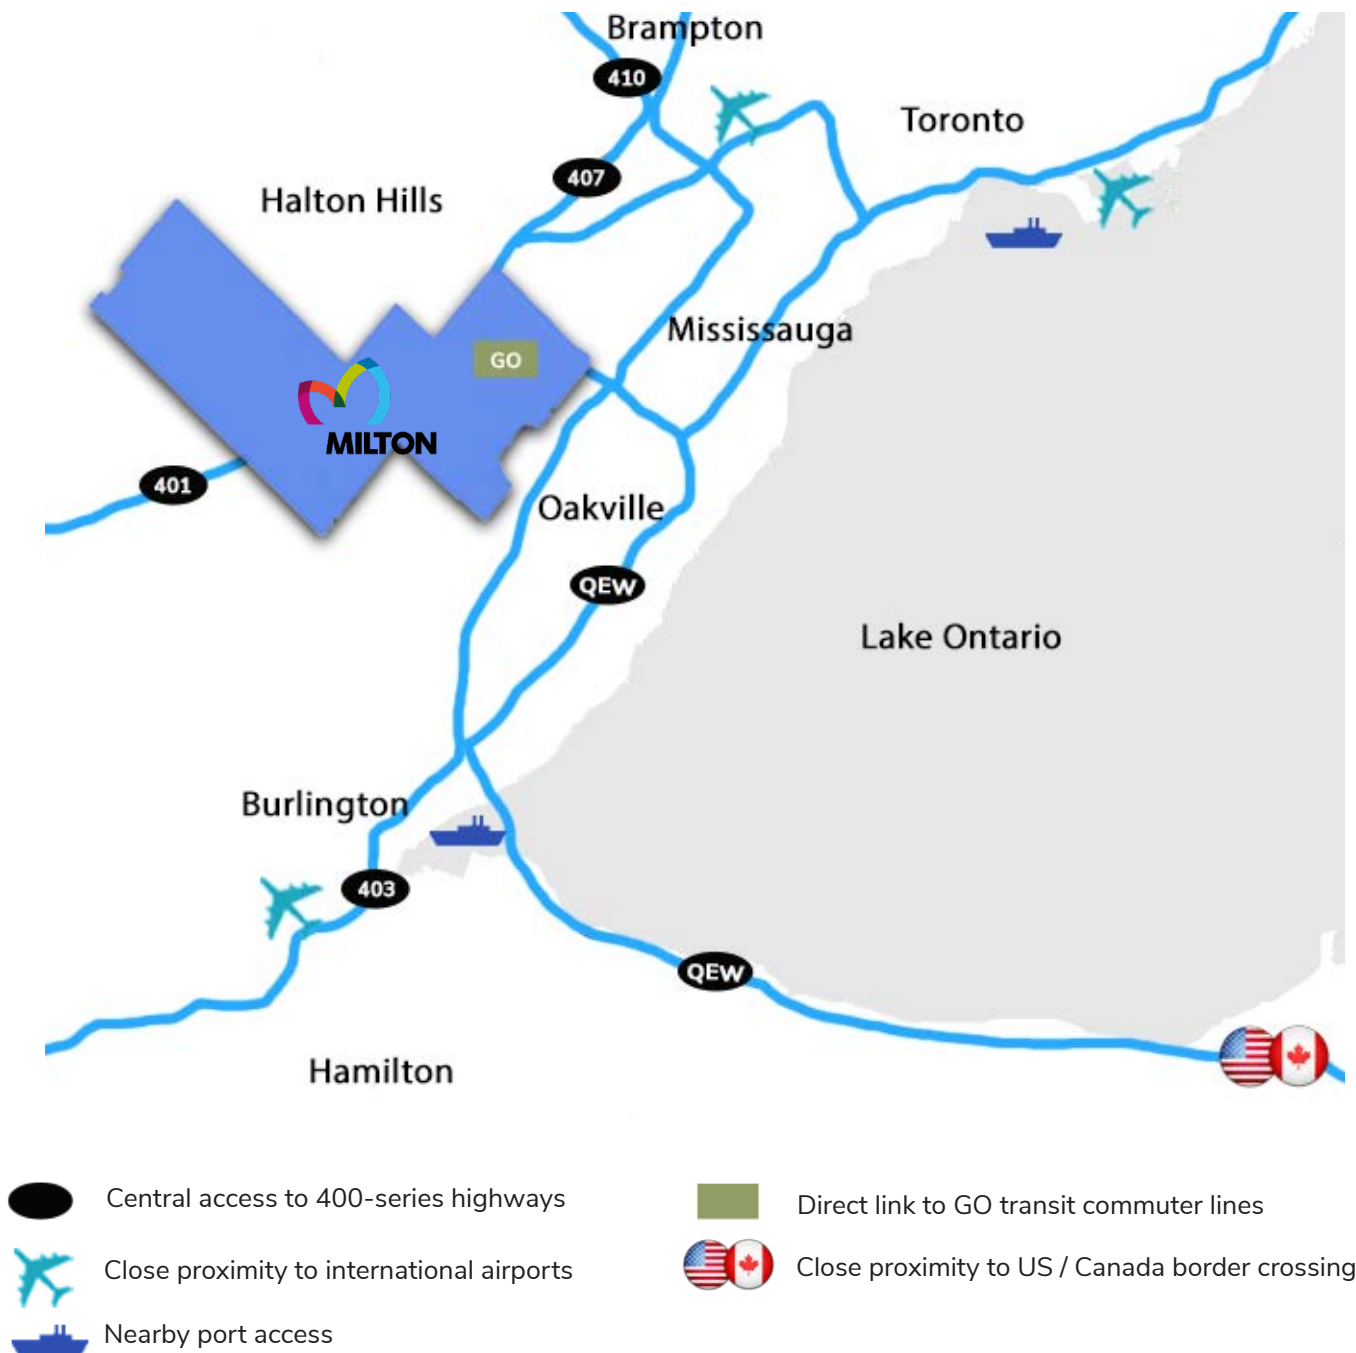 Brampton
410
Toronto
407
Halton Hills
Mississauga
GO
MILTON
401
Oakville
QEW
Lake Ontario
Burlington
403
QEW
Hamilton
Central access to 400-series highways
Direct link to GO transit commuter lines
Close proximity to international airports
Close proximity to US / Canada border crossing
Nearby port access